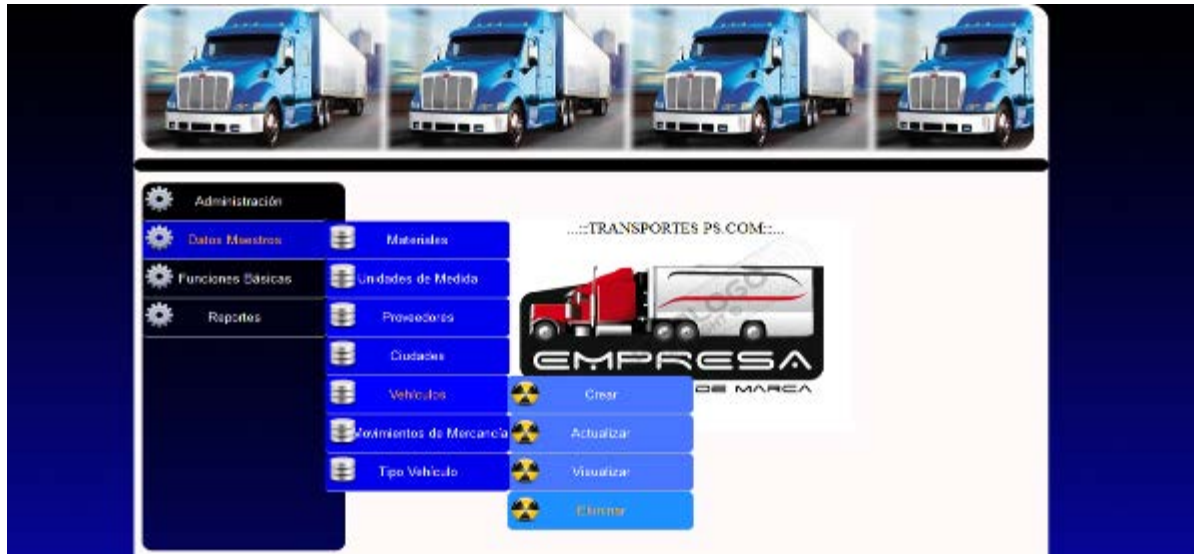 Administración
Datos Maestros
Funciones Básicas
Reportes
Materiales
Unidades de Medida
Proveedores
Ciudades
Vehículos
Movimientos de Mercancía
Tipo Vehículo
Crear
Actualizar
Visualizar
Eliminar
...::TRANSPORTES PS.COM::...
LOGO
EMPRESA
DE MARCA